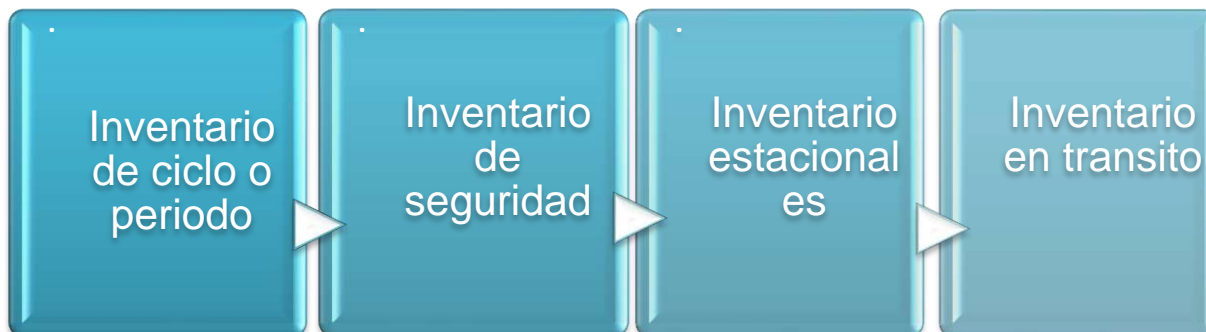 .
Inventario
de ciclo o
periodo
.
Inventario
de
seguridad
.
Inventario
estacional
es
Inventario
en transito